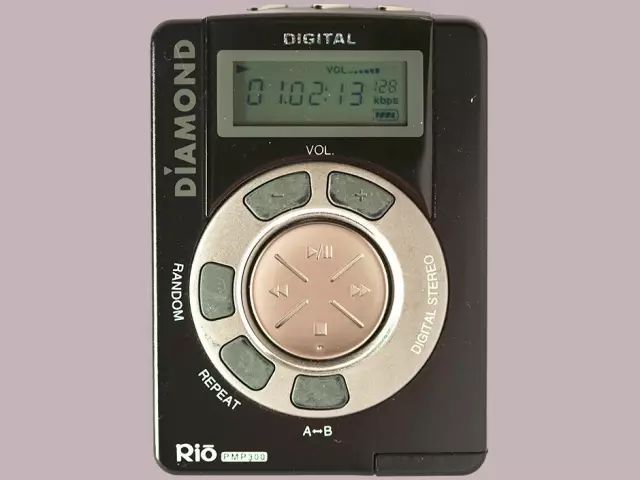 DIGITAL
DIAMOND
VOL
01.02:13
128
kbps
VOL.
-
+
RANDOM
DIGITAL STEREO
REPEAT
A↔B
Rio PMP300